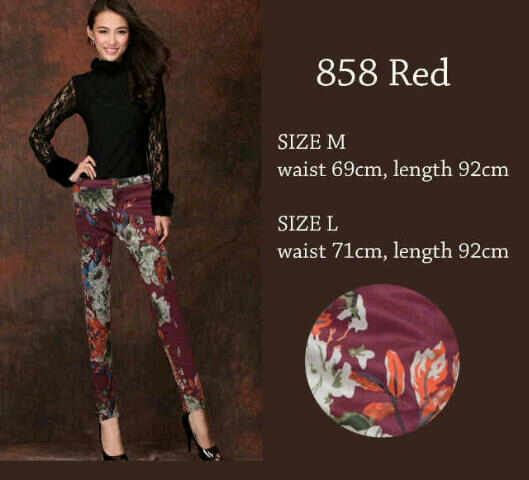 858 Red
SIZE M
waist 69cm, length 92cm
SIZE L
waist 71cm, length 92cm